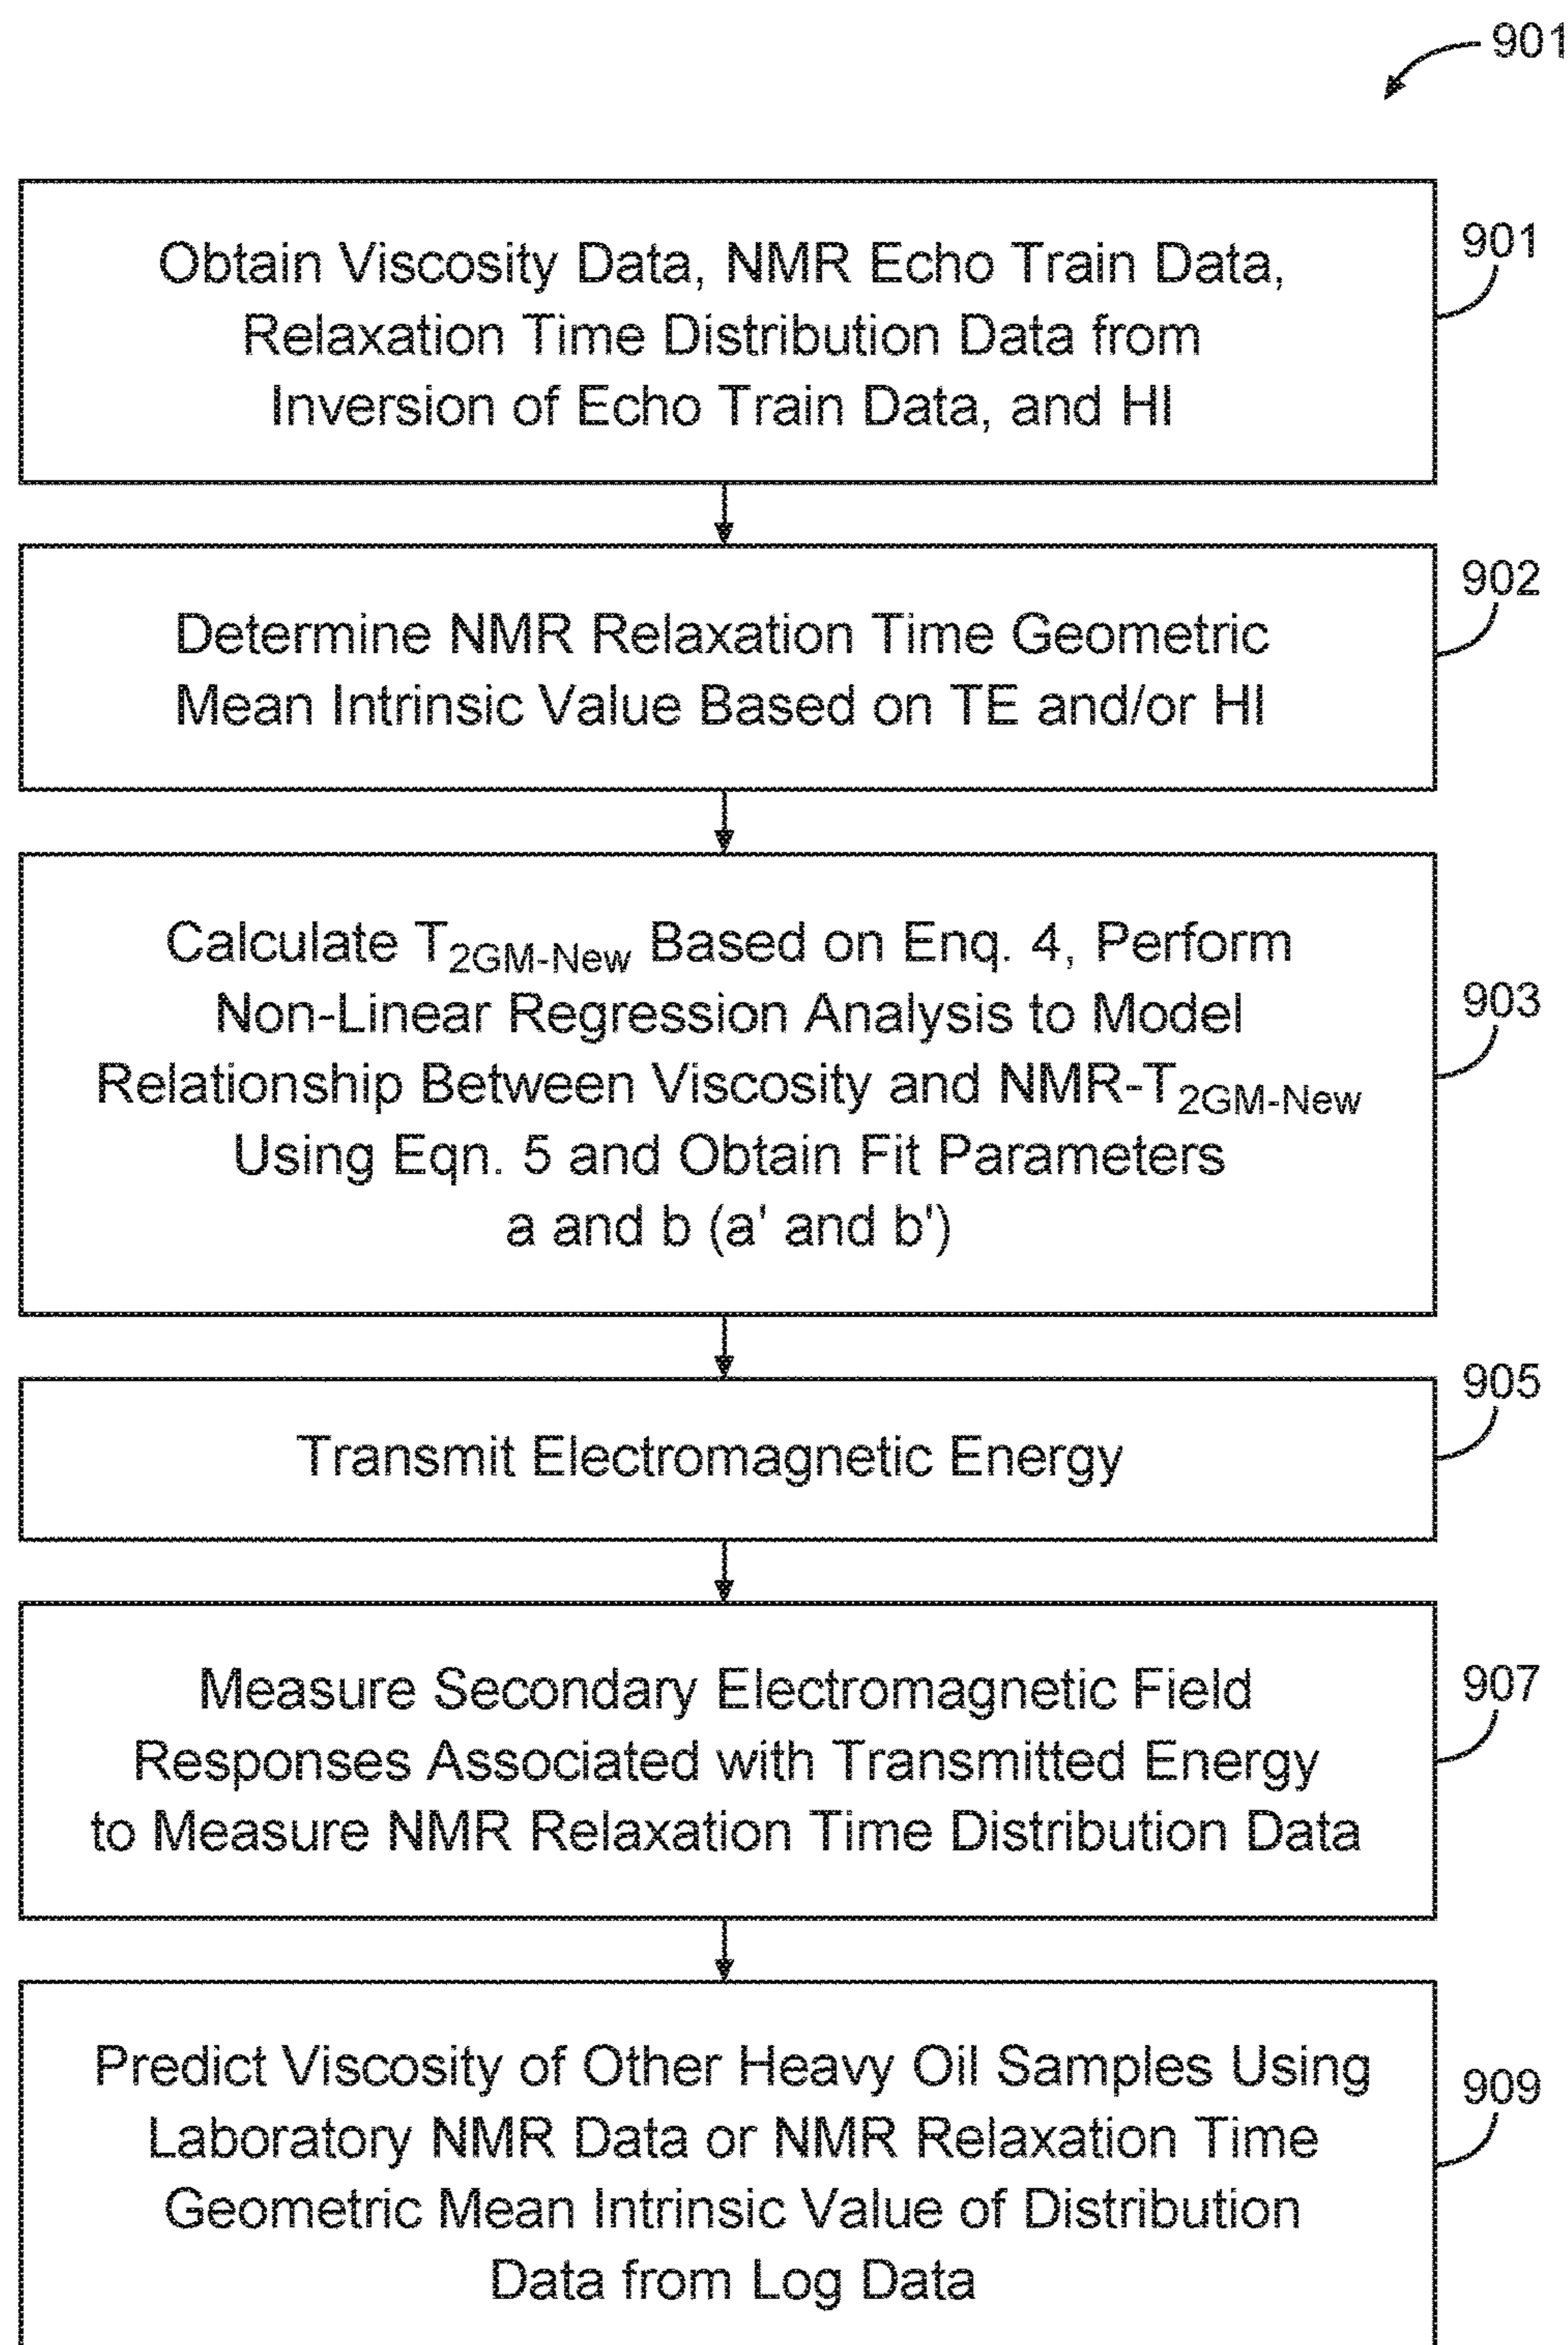 901
Obtain Viscosity Data, NMR Echo Train Data,
Relaxation Time Distribution Data from
Inversion of Echo Train Data, and HI
901
Determine NMR Relaxation Time Geometric
Mean Intrinsic Value Based on TE and/or HI
902
Calculate T2GM-New Based on Enq. 4, Perform
Non-Linear Regression Analysis to Model
Relationship Between Viscosity and NMR-T2GM-New
Using Eqn. 5 and Obtain Fit Parameters
a and b (a' and b')
903
Transmit Electromagnetic Energy
905
Measure Secondary Electromagnetic Field
Responses Associated with Transmitted Energy
to Measure NMR Relaxation Time Distribution Data
907
Predict Viscosity of Other Heavy Oil Samples Using
Laboratory NMR Data or NMR Relaxation Time
Geometric Mean Intrinsic Value of Distribution
Data from Log Data
909